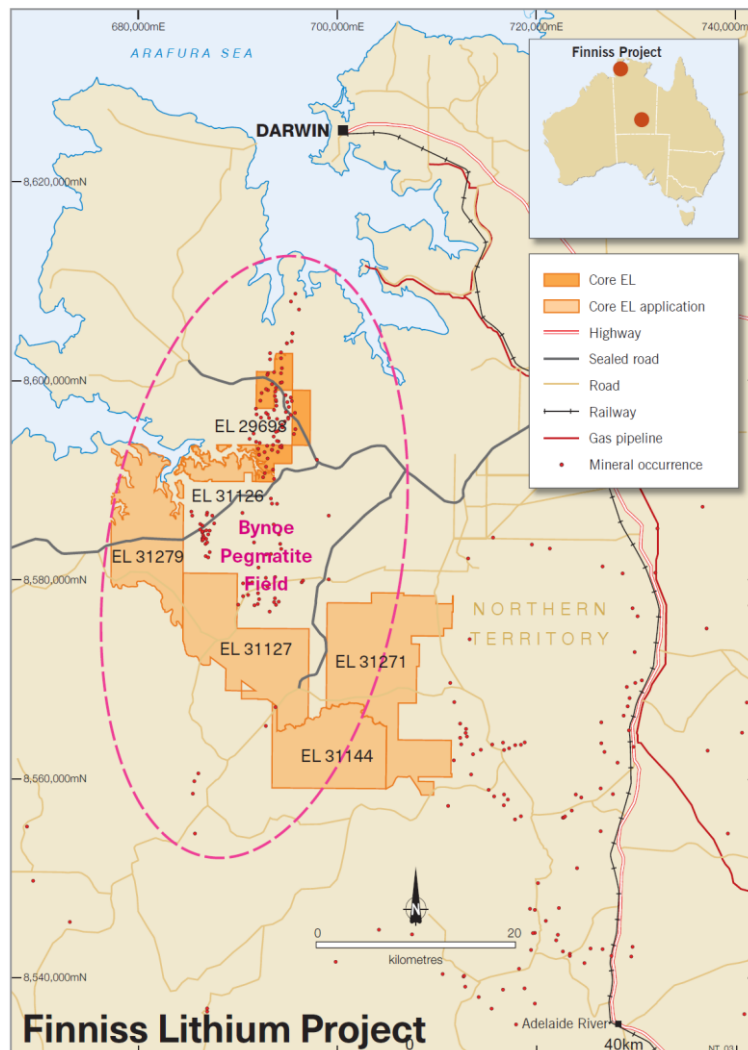 680,000mE
700,000mE
720,000mE
740,000mE
ARAFURA SEA
Finniss Project
DARWIN
8,620,000mN
Core EL
Core EL application
Highway
Sealed road
Road
Railway
Gas pipeline
Mineral occurrence
8,600,000mN
EL 29698
EL 31126
Bynoe
Pegmatite
Field
EL 31279
8,580,000mN
NORTHERN
TERRITORY
EL 31127
EL 31271
EL 31144
8,560,000mN
N
0
20
kilometres
8,540,000mN
Finniss Lithium Project
Adelaide River
0
40km
NT_03